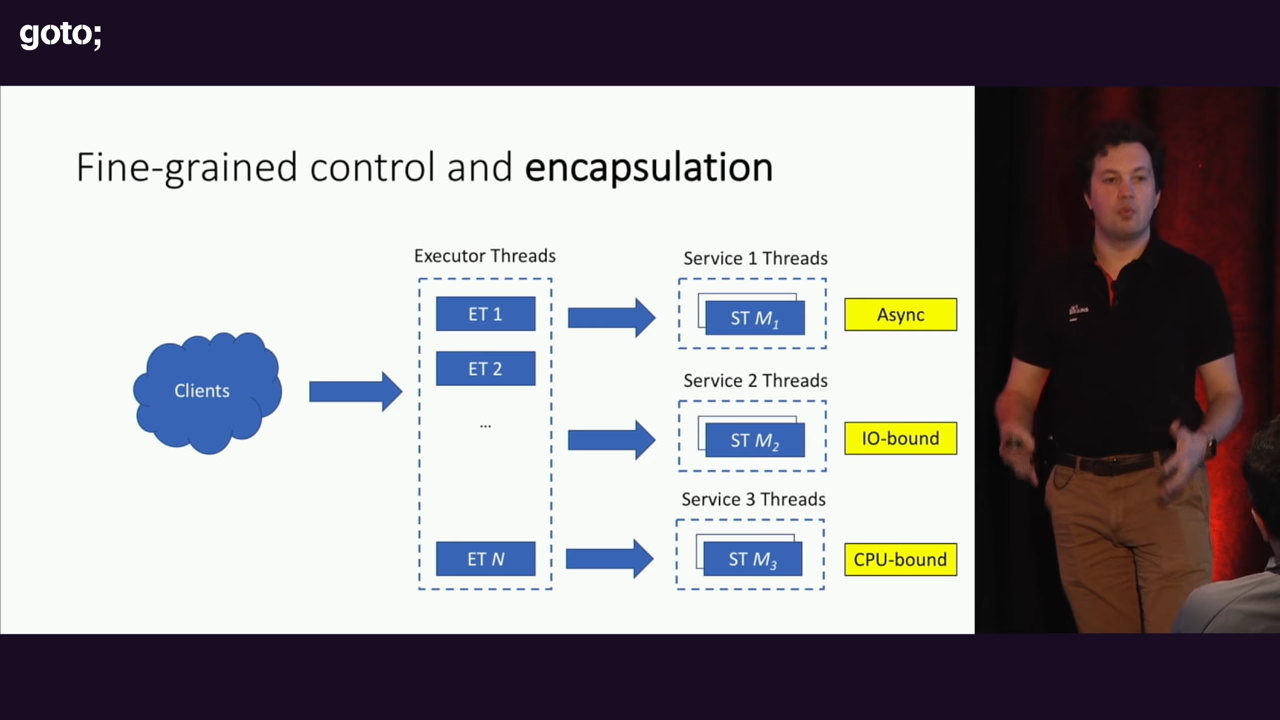 goto;
Fine-grained control and encapsulation
Executor Threads
ET 1
ET 2
...
ET N
Clients
Service 1 Threads
ST M1
Async
Service 2 Threads
ST M2
IO-bound
Service 3 Threads
ST M3
CPU-bound